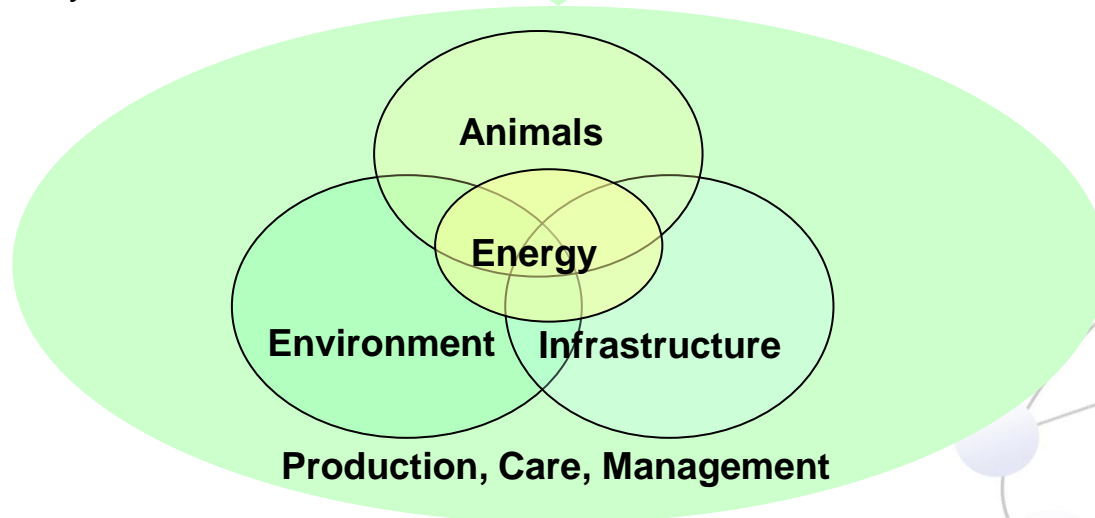 Animals
Energy
Environment
Infrastructure
Production, Care, Management